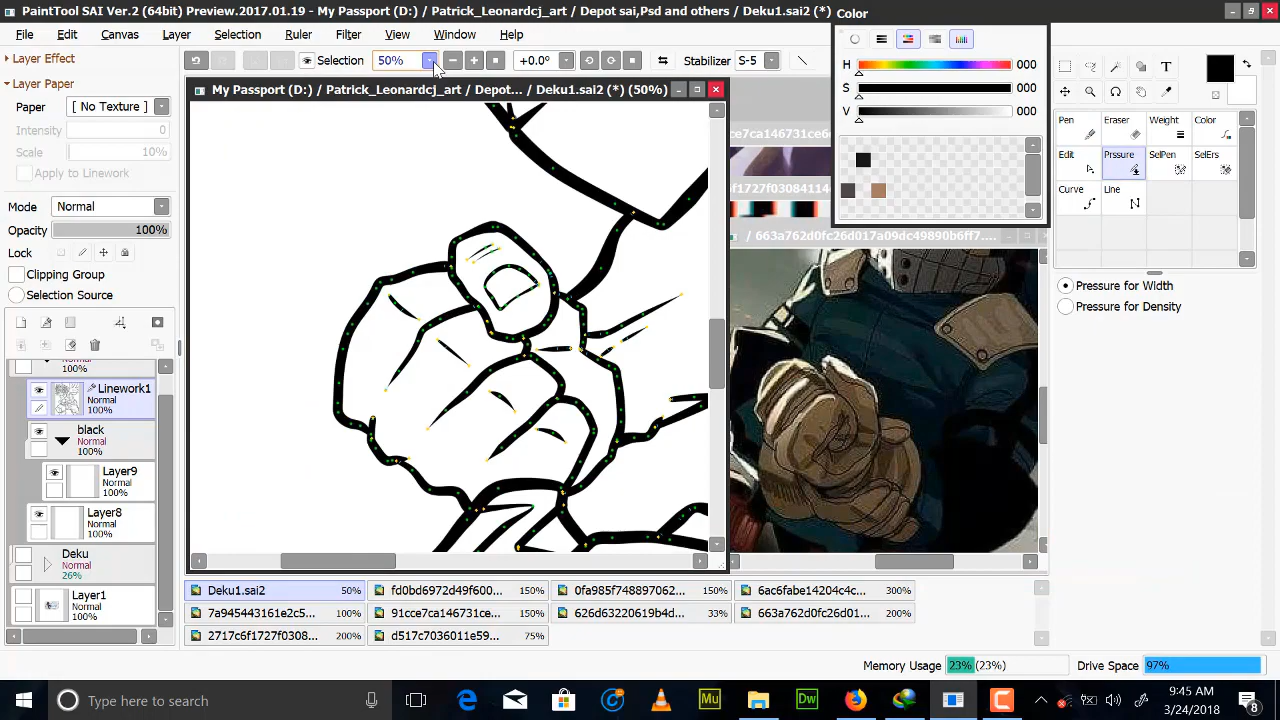 PaintTool SAI Ver.2 (64bit) Preview.2017.01.19 - My Passport (D:) / Patrick_Leonardcj_art / Depot sai,Psd and others / Deku1.sai2 (*)
Color
File Edit Canvas Layer Selection Ruler Filter View Window Help
Layer Effect
Selection 50% +0.0° Stabilizer S-5
Layer Paper
My Passport (D:) / Patrick_Leonardcj_art / Depot... / Deku1.sai2 (*) (50%)
H 000
S 000
V 000
Paper [ No Texture ]
Intensity 0
Scale 10%
Apply to Linework
Mode Normal
Opacity 100%
Clipping Group
Selection Source
/ 663a762d0fc26d017a09dc49890b6ff7....
T
Pen Eraser Weight Color
Edit Prssure SelPen SelErs
Curve Line
Pressure for Width
Pressure for Density
Normal
100%
Linework1
100%
black
Normal
100%
Layer9
Normal
100%
Layer8
Normal
100%
Deku
Normal
26%
Layer1
Normal
100%
Deku1.sai2 50% fd0bd6972d49f600... 150% 0fa985f748897062... 150% 6ac6fabe14204c4c... 300%
7a945443161e2c5... 100% 91cce7ca146731ce... 150% 626d63220619b4d... 33% 663a762d0fc26d01... 200%
2717c6f1727f0308... 200% d517c7036011e59... 75%
Memory Usage 23% (23%) Drive Space 97%
Type here to search
Mu Dw
9:45 AM
3/24/2018
8